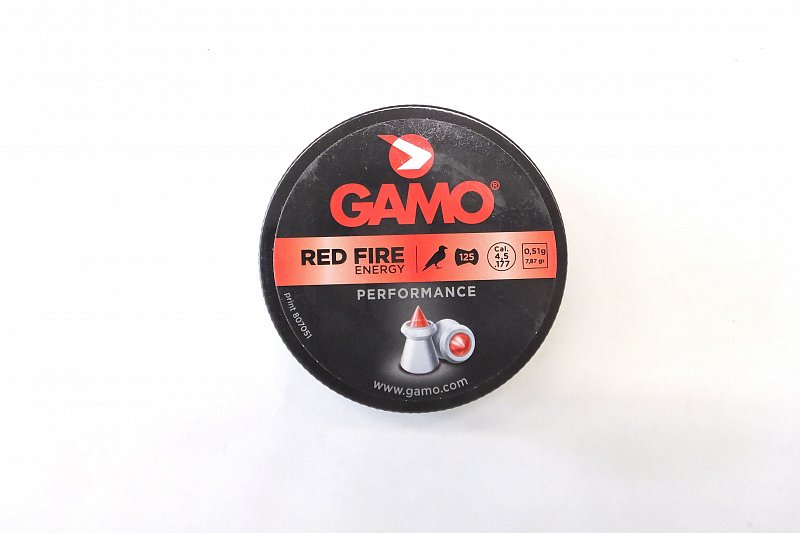 GAMO®
RED FIRE
ENERGY
125
Cal.
4,5
.177
0,51g
7,87 gr
PERFORMANCE
Print 807051
www.gamo.com